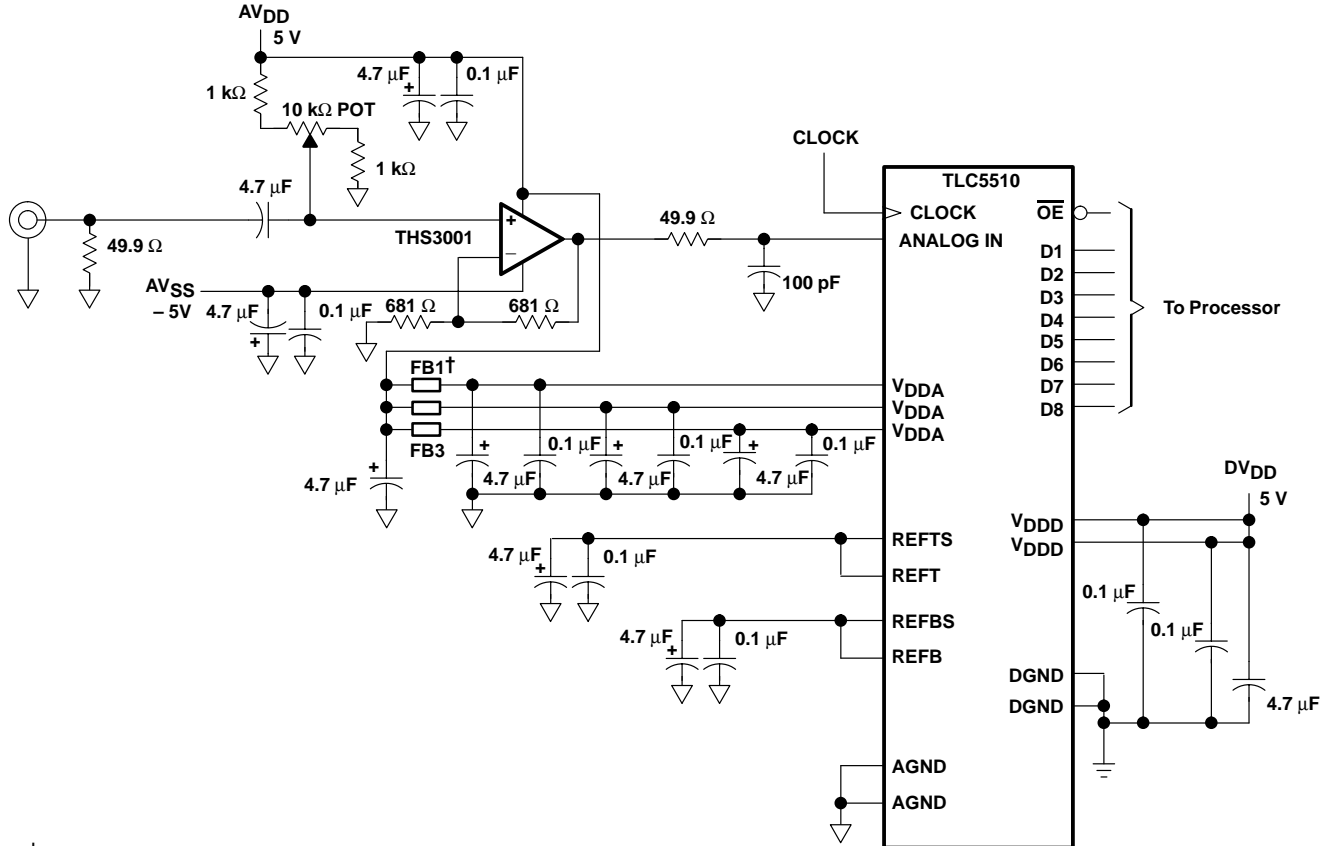 AVDD
5 V
4.7 μF
0.1 μF
+
1 kΩ
10 kΩ POT
1 kΩ
4.7 μF
49.9 Ω
THS3001
+
–
49.9 Ω
100 pF
CLOCK
TLC5510
CLOCK
OE
ANALOG IN
D1
D2
D3
D4
D5
D6
D7
D8
To Processor
AVSS
– 5V
4.7 μF
+
0.1 μF
681 Ω
681 Ω
FB1†
FB3
VDDA
VDDA
VDDA
4.7 μF
+
+
4.7 μF
0.1 μF
+
4.7 μF
0.1 μF
+
4.7 μF
0.1 μF
DVDD
5 V
VDDD
VDDD
0.1 μF
0.1 μF
4.7 μF
REFTS
REFT
4.7 μF
+
0.1 μF
REFBS
REFB
4.7 μF
+
0.1 μF
DGND
DGND
AGND
AGND